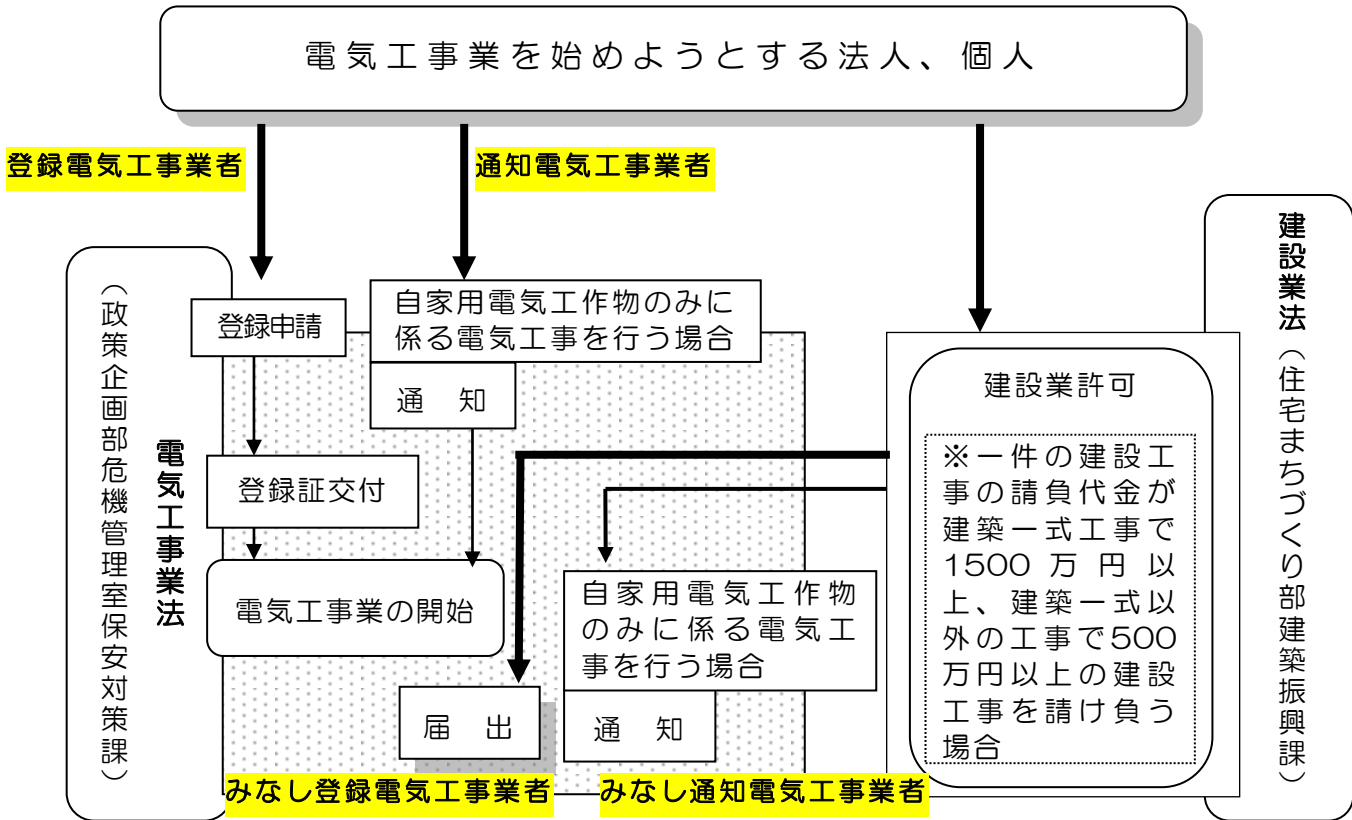 電気工事業を始めようとする法人、個人
登録電気工事業者
通知電気工事業者
電気工事業法
（政策企画部危機管理室保安対策課）
登録申請
自家用電気工作物のみに
係る電気工事を行う場合
通　知
登録証交付
電気工事業の開始
届　出
みなし登録電気工事業者
自家用電気工作物
のみに係る電気工
事を行う場合
通　知
みなし通知電気工事業者
建設業許可
※一件の建設工
事の請負代金が
建築一式工事で
1500万円以
上、建築一式以
外の工事で500
万円以上の建設
工事を請け負う
場合
建設業法（住宅まちづくり部建築振興課）